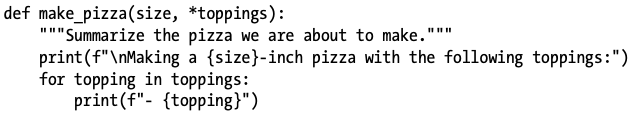 def make_pizza(size, *toppings):
    """Summarize the pizza we are about to make."""
    print(f"\nMaking a {size}-inch pizza with the following toppings:")
    for topping in toppings:
        print(f"- {topping}")